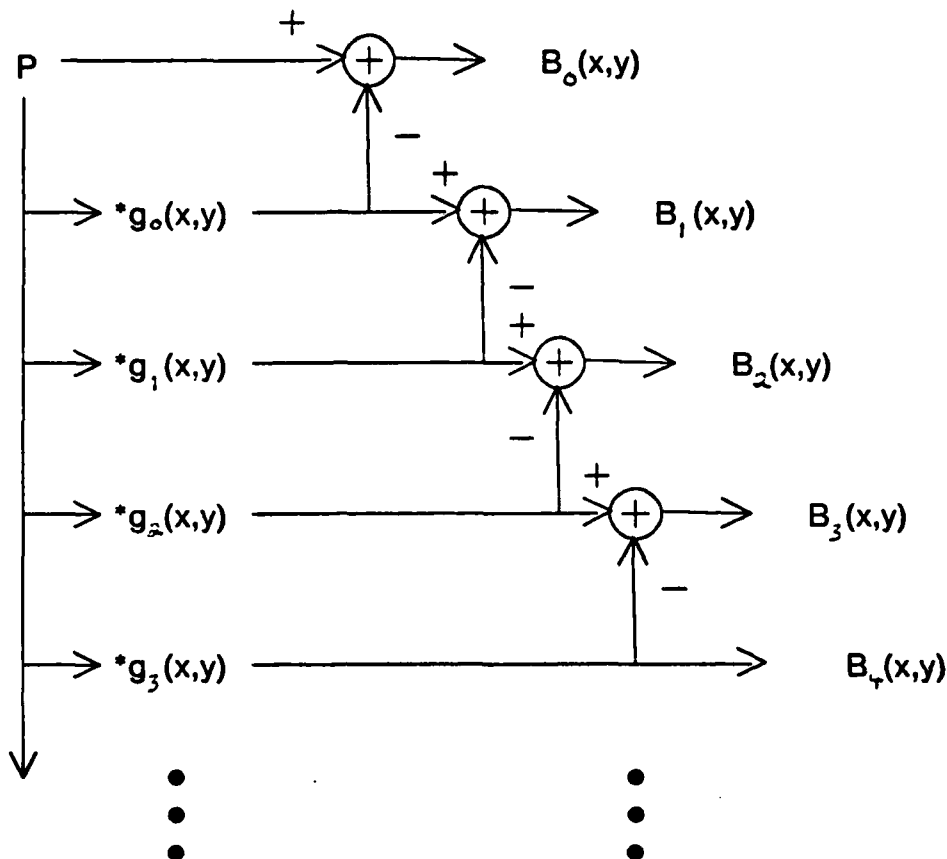 +
P + B₀(x,y)
−
+
*g₀(x,y) + B₁(x,y)
−
+
*g₁(x,y) + B₂(x,y)
−
+
*g₂(x,y) + B₃(x,y)
−
*g₃(x,y) B₄(x,y)